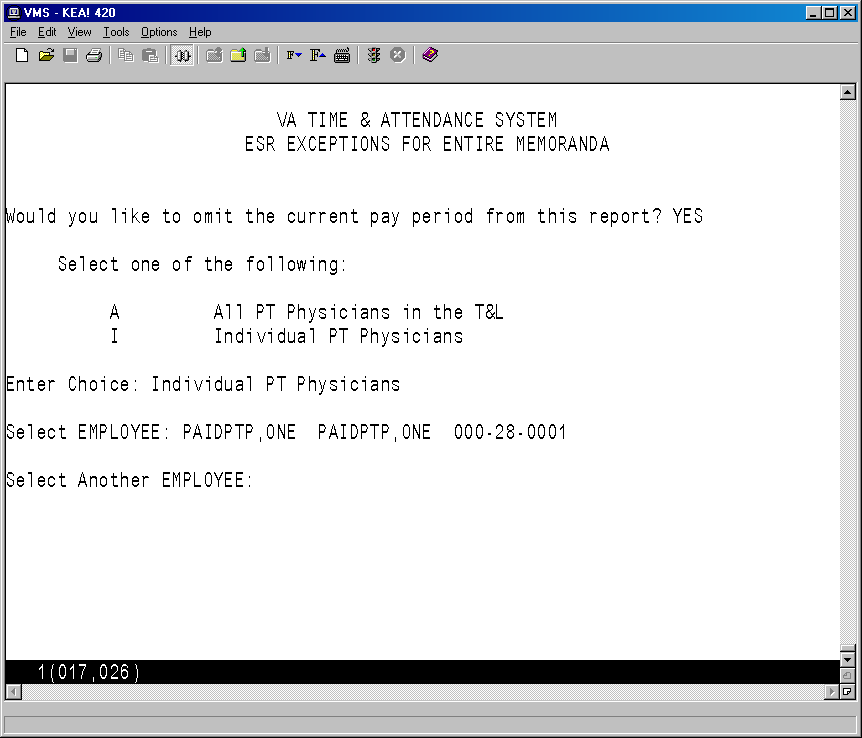 VMS - KEA! 420
File Edit View Tools Options Help
VA TIME & ATTENDANCE SYSTEM
ESR EXCEPTIONS FOR ENTIRE MEMORANDA
Would you like to omit the current pay period from this report? YES
Select one of the following:
A All PT Physicians in the T&L
I Individual PT Physicians
Enter Choice: Individual PT Physicians
Select EMPLOYEE: PAIDPTP,ONE PAIDPTP,ONE 000-28-0001
Select Another EMPLOYEE:
1(017,026)